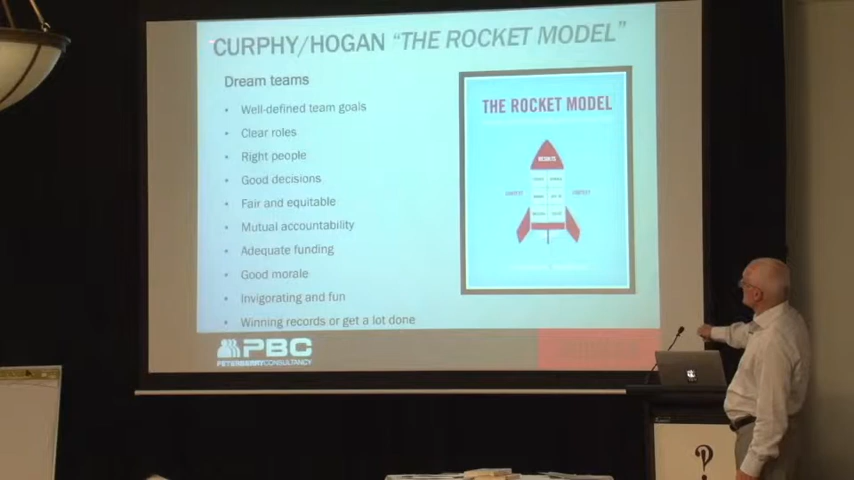 CURPHY/HOGAN "THE ROCKET MODEL"
Dream teams
• Well-defined team goals
• Clear roles
• Right people
• Good decisions
• Fair and equitable
• Mutual accountability
• Adequate funding
• Good morale
• Invigorating and fun
• Winning records or get a lot done
THE ROCKET MODEL
RESULTS
CONTEXT
PBC
PETERBERRYCONSULTANCY